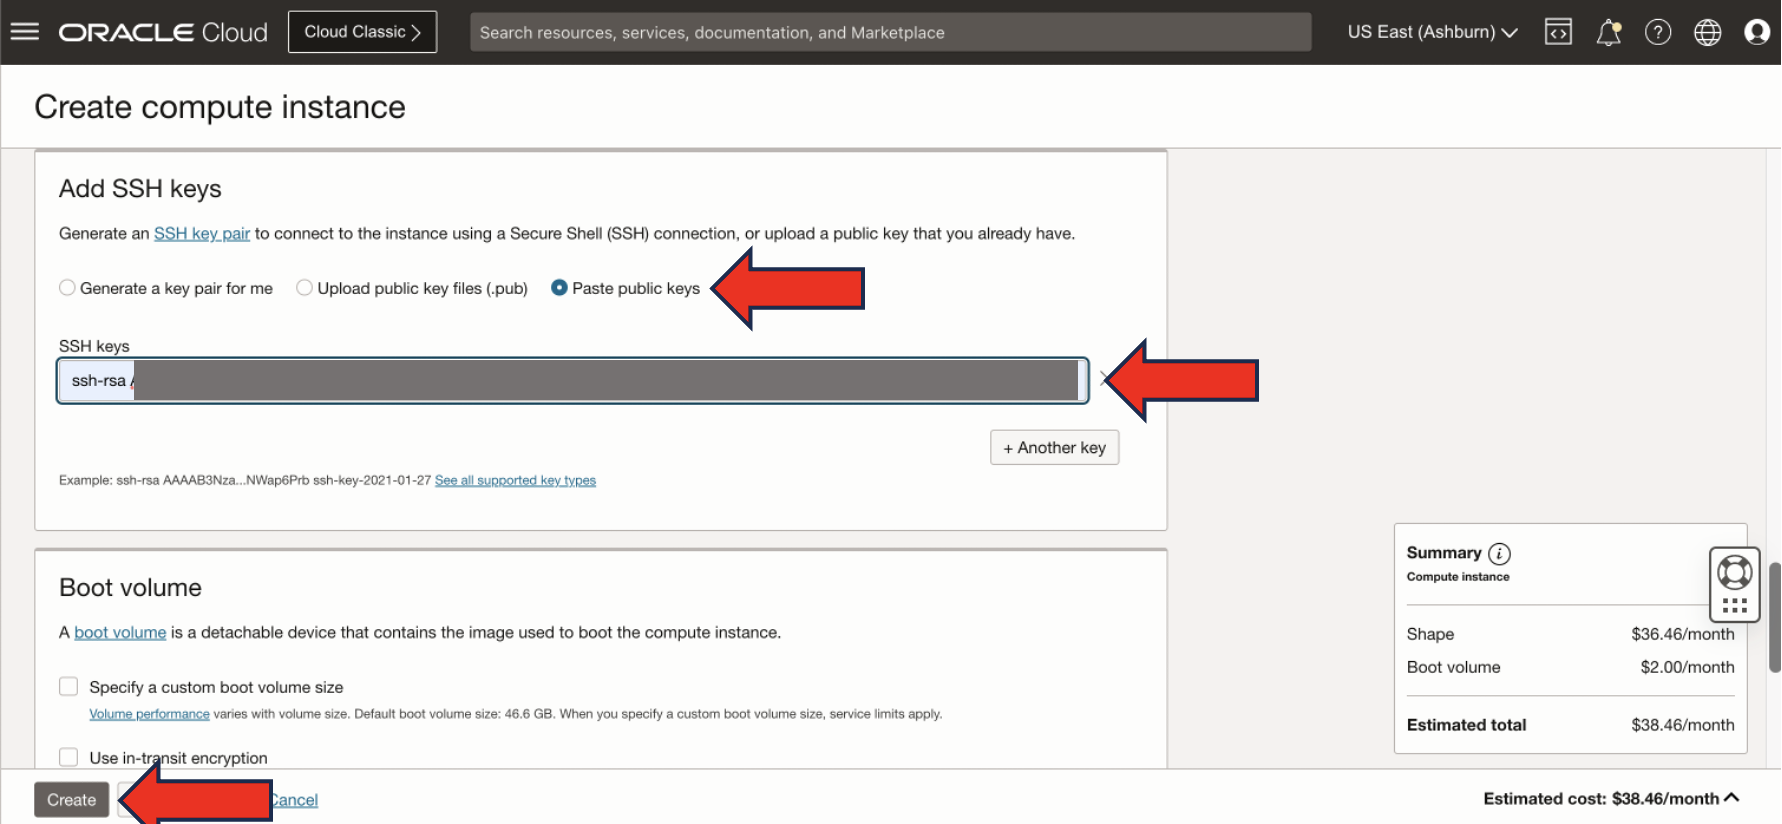 ORACLE Cloud
Cloud Classic
Search resources, services, documentation, and Marketplace
US East (Ashburn)
Create compute instance
Add SSH keys
Generate an SSH key pair to connect to the instance using a Secure Shell (SSH) connection, or upload a public key that you already have.
Generate a key pair for me
Upload public key files (.pub)
Paste public keys
SSH keys
ssh-rsa
+ Another key
Example: ssh-rsa AAAAB3Nza...NWap6Prb ssh-key-2021-01-27 See all supported key types
Boot volume
A boot volume is a detachable device that contains the image used to boot the compute instance.
Specify a custom boot volume size
Volume performance varies with volume size. Default boot volume size: 46.6 GB. When you specify a custom boot volume size, service limits apply.
Use in-transit encryption
Summary
Compute instance
Shape $36.46/month
Boot volume $2.00/month
Estimated total $38.46/month
Create
Cancel
Estimated cost: $38.46/month